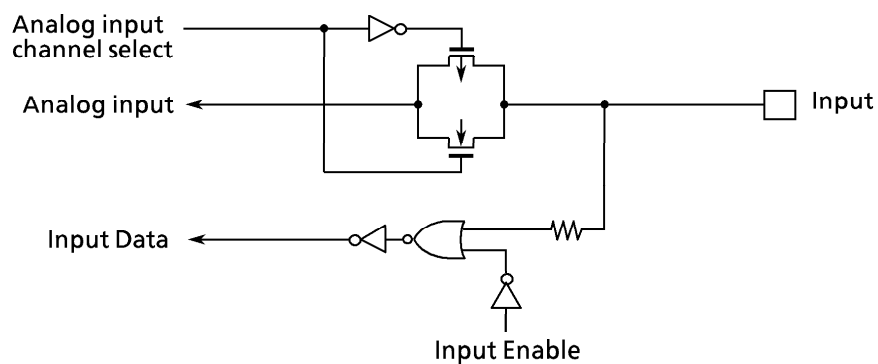 Analog input
channel select
Analog input
Input
Input Data
Input Enable